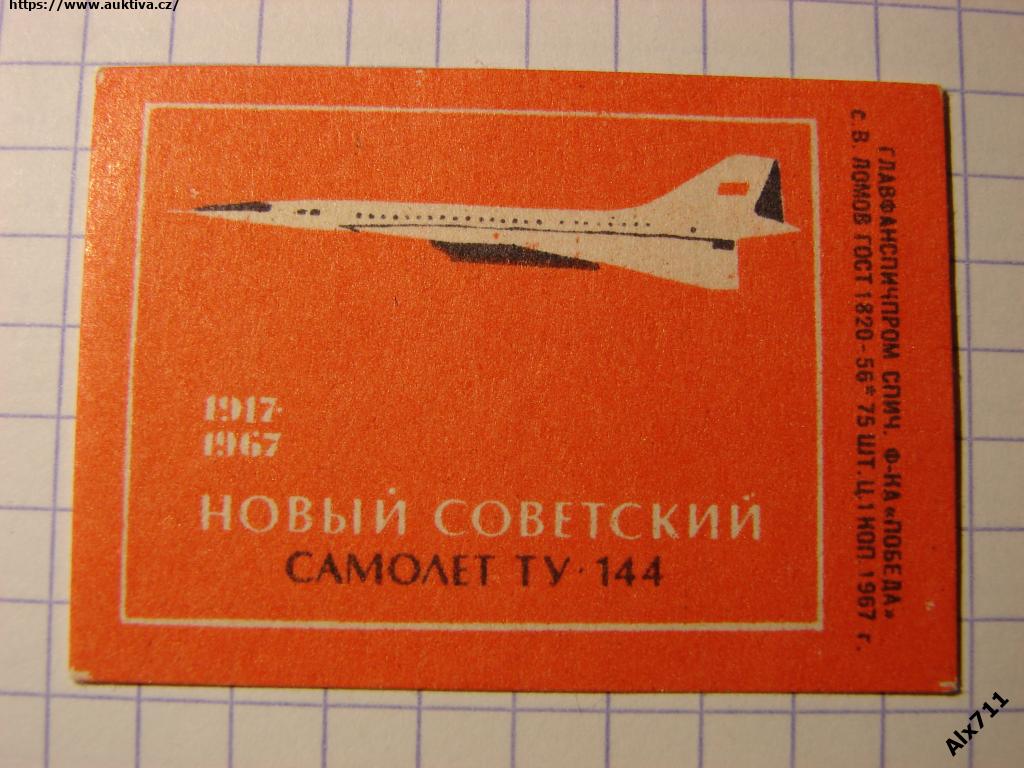 https://www.auktiva.cz/
1917-
1967
НОВЫЙ СОВЕТСКИЙ
САМОЛЕТ ТУ·144
ГЛАВФАНСПИЧПРОМ СПИЧ. Ф-КА «ПОБЕДА»
с. В. ЛОМОВ ГОСТ 1820-56* 75 ШТ. Ц. 1 КОП. 1967 г.
Alx711